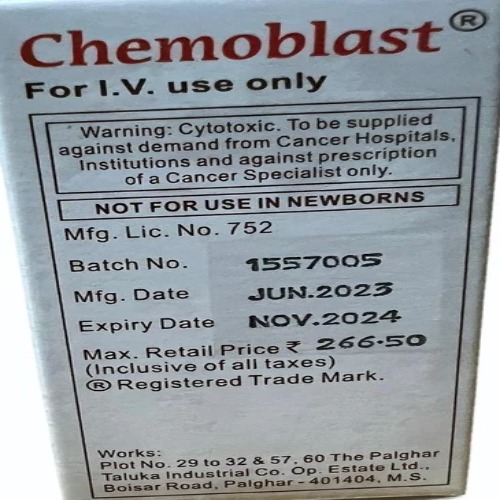 Chemoblast®
For I.V. use only
Warning: Cytotoxic. To be supplied
against demand from Cancer Hospitals,
Institutions and against prescription
of a Cancer Specialist only.
NOT FOR USE IN NEWBORNS
Mfg. Lic. No. 752
Batch No. 1557005
Mfg. Date JUN.2023
Expiry Date NOV.2024
Max. Retail Price ₹ 266.50
(Inclusive of all taxes)
® Registered Trade Mark.
Works:
Plot No. 29 to 32 & 57, 60 The Palghar
Taluka Industrial Co. Op. Estate Ltd.,
Boisar Road, Palghar - 401404, M.S.